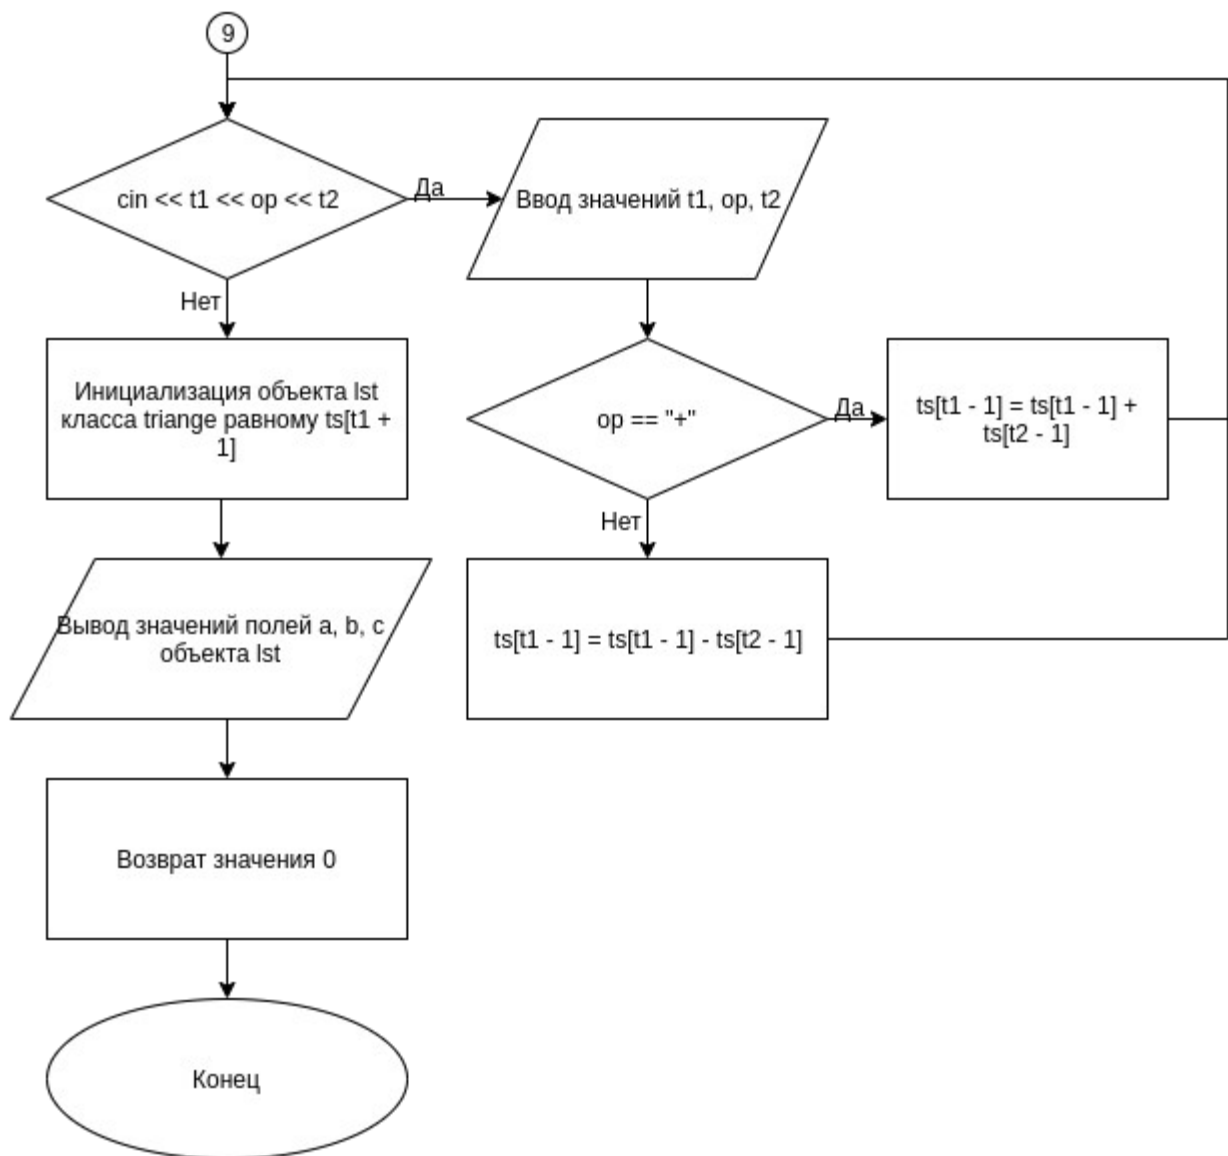 9
cin << t1 << op << t2
Да
Ввод значений t1, op, t2
Нет
Инициализация объекта lst
класса triange равному ts[t1 +
1]
op == "+"
Да
ts[t1 - 1] = ts[t1 - 1] +
ts[t2 - 1]
Нет
Вывод значений полей a, b, c
объекта lst
ts[t1 - 1] = ts[t1 - 1] - ts[t2 - 1]
Возврат значения 0
Конец